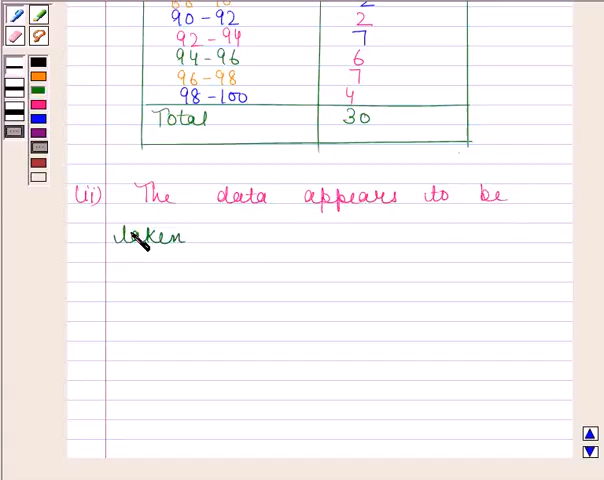 90-92 2
92-94 7
94-96 6
96-98 7
98-100 4
Total 30
(ii) The data appears to be
taken